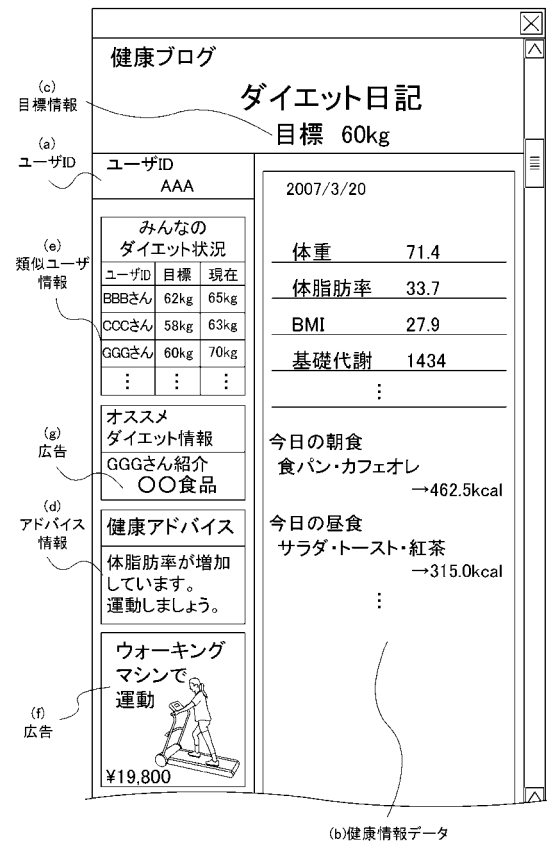 健康ブログ
ダイエット日記
目標 60kg
(c)
目標情報
(a)
ユーザID
ユーザID
AAA
(e)
類似ユーザ
情報
みんなの
ダイエット状況
ユーザID 目標 現在
BBBさん 62kg 65kg
CCCさん 58kg 63kg
GGGさん 60kg 70kg
⋮ ⋮ ⋮
(g)
広告
オススメ
ダイエット情報
GGGさん紹介
〇〇食品
(d)
アドバイス
情報
健康アドバイス
体脂肪率が増加
しています。
運動しましょう。
(f)
広告
ウォーキング
マシンで
運動
¥19,800
2007/3/20
体重 71.4
体脂肪率 33.7
BMI 27.9
基礎代謝 1434
⋮
今日の朝食
食パン・カフェオレ
→462.5kcal
今日の昼食
サラダ・トースト・紅茶
→315.0kcal
⋮
(b)健康情報データ